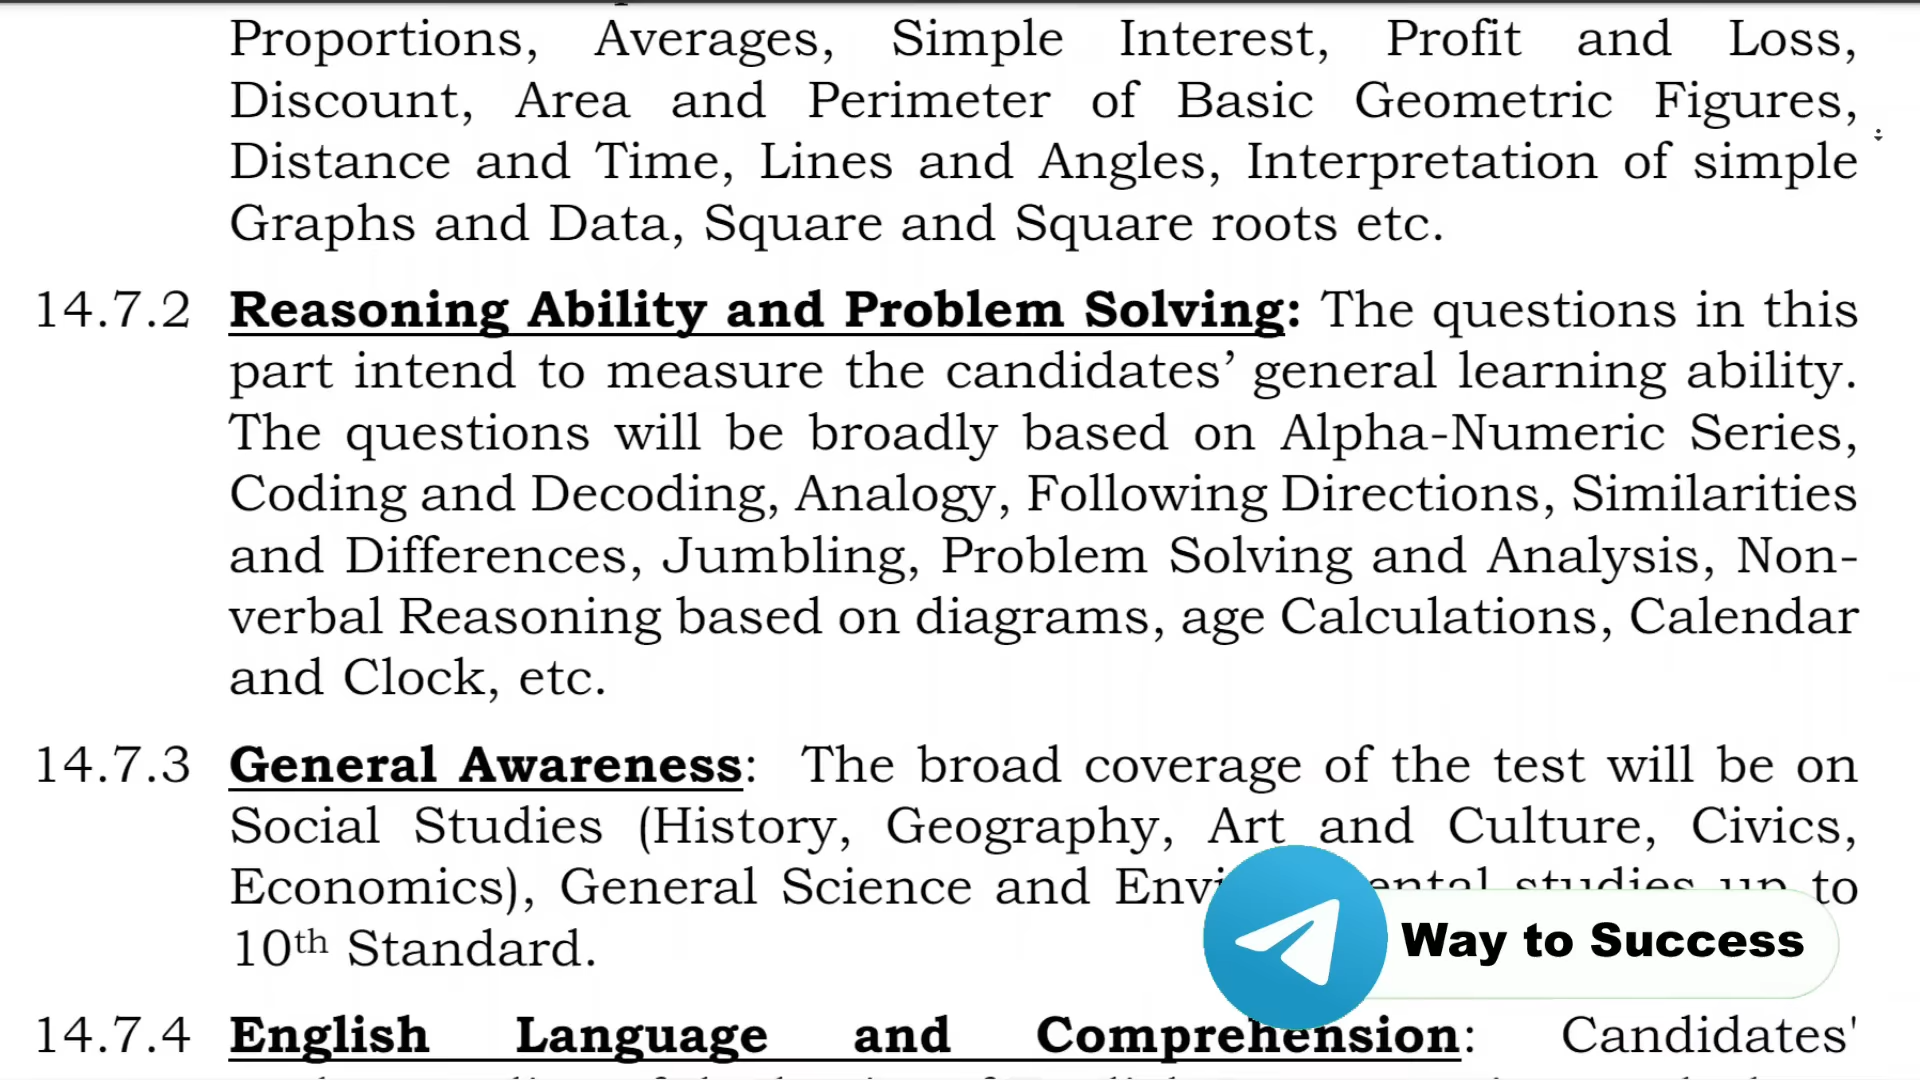 Proportions, Averages, Simple Interest, Profit and Loss,
Discount, Area and Perimeter of Basic Geometric Figures,
Distance and Time, Lines and Angles, Interpretation of simple
Graphs and Data, Square and Square roots etc.
14.7.2 Reasoning Ability and Problem Solving: The questions in this
part intend to measure the candidates’ general learning ability.
The questions will be broadly based on Alpha-Numeric Series,
Coding and Decoding, Analogy, Following Directions, Similarities
and Differences, Jumbling, Problem Solving and Analysis, Non-
verbal Reasoning based on diagrams, age Calculations, Calendar
and Clock, etc.
14.7.3 General Awareness: The broad coverage of the test will be on
Social Studies (History, Geography, Art and Culture, Civics,
Economics), General Science and studies up to
10th Standard.
Way to Success
14.7.4 English Language and Comprehension: Candidates'